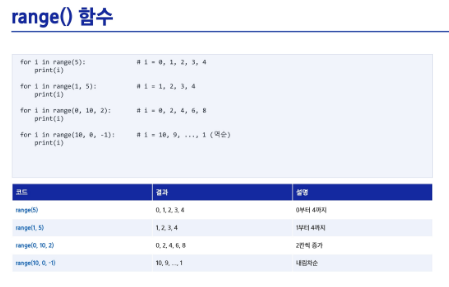 range() 함수
for i in range(5): # i = 0, 1, 2, 3, 4
print(i)
for i in range(1, 5): # i = 1, 2, 3, 4
print(i)
for i in range(0, 10, 2): # i = 0, 2, 4, 6, 8
print(i)
for i in range(10, 0, -1): # i = 10, 9, ..., 1 (역순)
print(i)
코드 결과 설명
range(5) 0, 1, 2, 3, 4 0부터 4까지
range(1, 5) 1, 2, 3, 4 1부터 4까지
range(0, 10, 2) 0, 2, 4, 6, 8 2칸씩 증가
range(10, 0, -1) 10, 9, ..., 1 내림차순